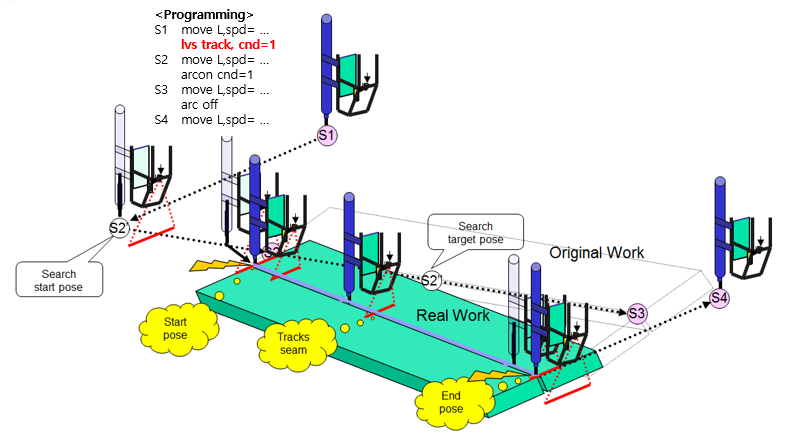 <Programming>
S1 move L,spd= ...
lvs track, cnd=1
S2 move L,spd= ...
arcon cnd=1
S3 move L,spd= ...
arc off
S4 move L,spd= ...
S1
S2'
Search
start pose
S2
Search
target pose
S2'
Original Work
S3
S4
Real Work
Start
pose
Tracks
seam
End
pose